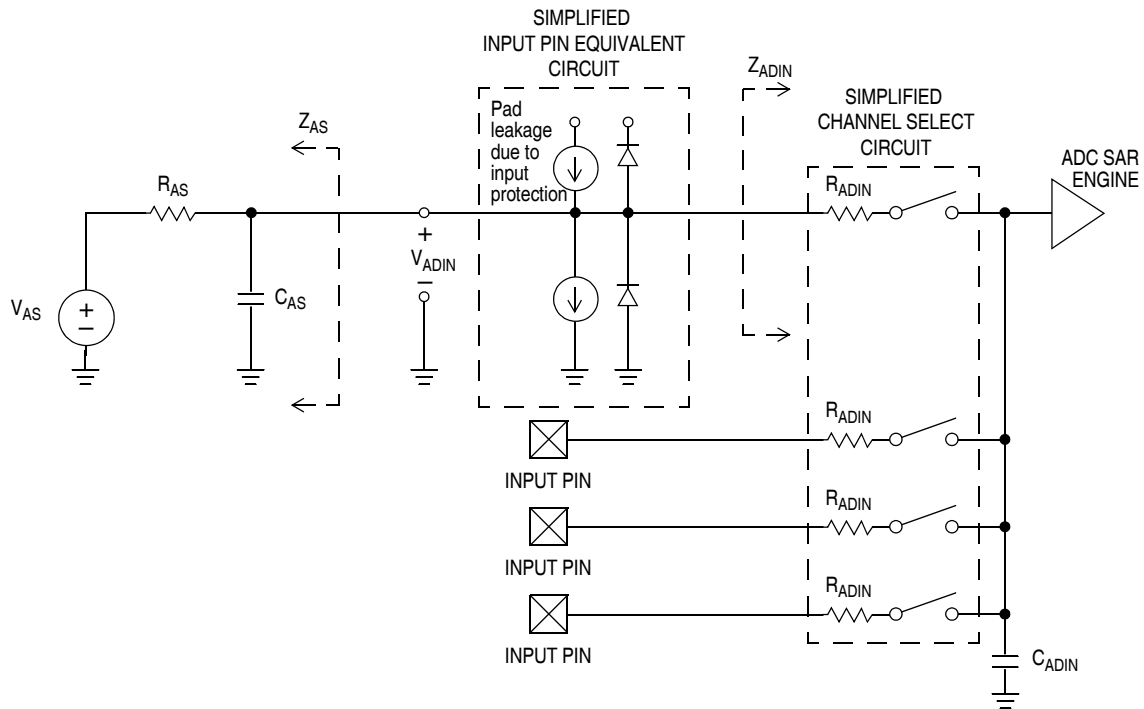 SIMPLIFIED
INPUT PIN EQUIVALENT
CIRCUIT
Pad
leakage
due to
input
protection
Z_AS
R_AS
V_AS
+
−
C_AS
+
V_ADIN
−
Z_ADIN
SIMPLIFIED
CHANNEL SELECT
CIRCUIT
R_ADIN
ADC SAR
ENGINE
R_ADIN
INPUT PIN
R_ADIN
INPUT PIN
R_ADIN
INPUT PIN
C_ADIN